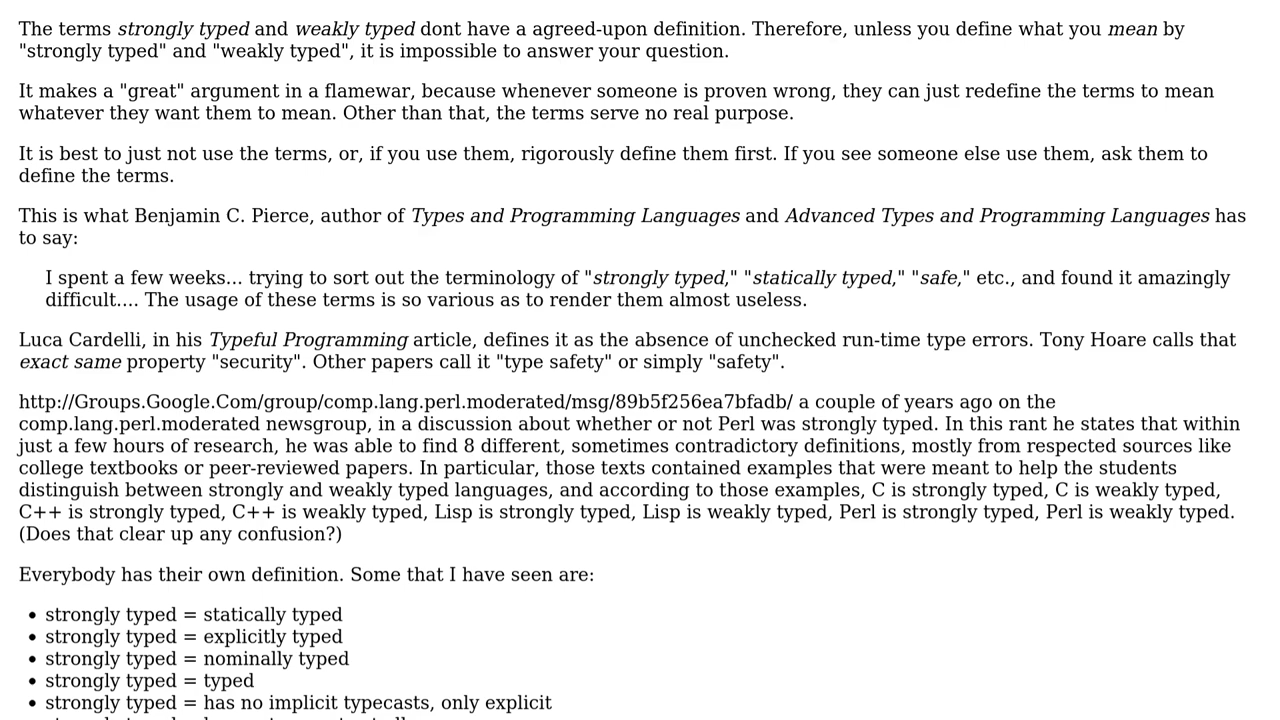 The terms strongly typed and weakly typed dont have a agreed-upon definition. Therefore, unless you define what you mean by
"strongly typed" and "weakly typed", it is impossible to answer your question.
It makes a "great" argument in a flamewar, because whenever someone is proven wrong, they can just redefine the terms to mean
whatever they want them to mean. Other than that, the terms serve no real purpose.
It is best to just not use the terms, or, if you use them, rigorously define them first. If you see someone else use them, ask them to
define the terms.
This is what Benjamin C. Pierce, author of Types and Programming Languages and Advanced Types and Programming Languages has
to say:
I spent a few weeks... trying to sort out the terminology of "strongly typed," "statically typed," "safe," etc., and found it amazingly
difficult.... The usage of these terms is so various as to render them almost useless.
Luca Cardelli, in his Typeful Programming article, defines it as the absence of unchecked run-time type errors. Tony Hoare calls that
exact same property "security". Other papers call it "type safety" or simply "safety".
http://Groups.Google.Com/group/comp.lang.perl.moderated/msg/89b5f256ea7bfadb/ a couple of years ago on the
comp.lang.perl.moderated newsgroup, in a discussion about whether or not Perl was strongly typed. In this rant he states that within
just a few hours of research, he was able to find 8 different, sometimes contradictory definitions, mostly from respected sources like
college textbooks or peer-reviewed papers. In particular, those texts contained examples that were meant to help the students
distinguish between strongly and weakly typed languages, and according to those examples, C is strongly typed, C is weakly typed,
C++ is strongly typed, C++ is weakly typed, Lisp is strongly typed, Lisp is weakly typed, Perl is strongly typed, Perl is weakly typed.
(Does that clear up any confusion?)
Everybody has their own definition. Some that I have seen are:
• strongly typed = statically typed
• strongly typed = explicitly typed
• strongly typed = nominally typed
• strongly typed = typed
• strongly typed = has no implicit typecasts, only explicit